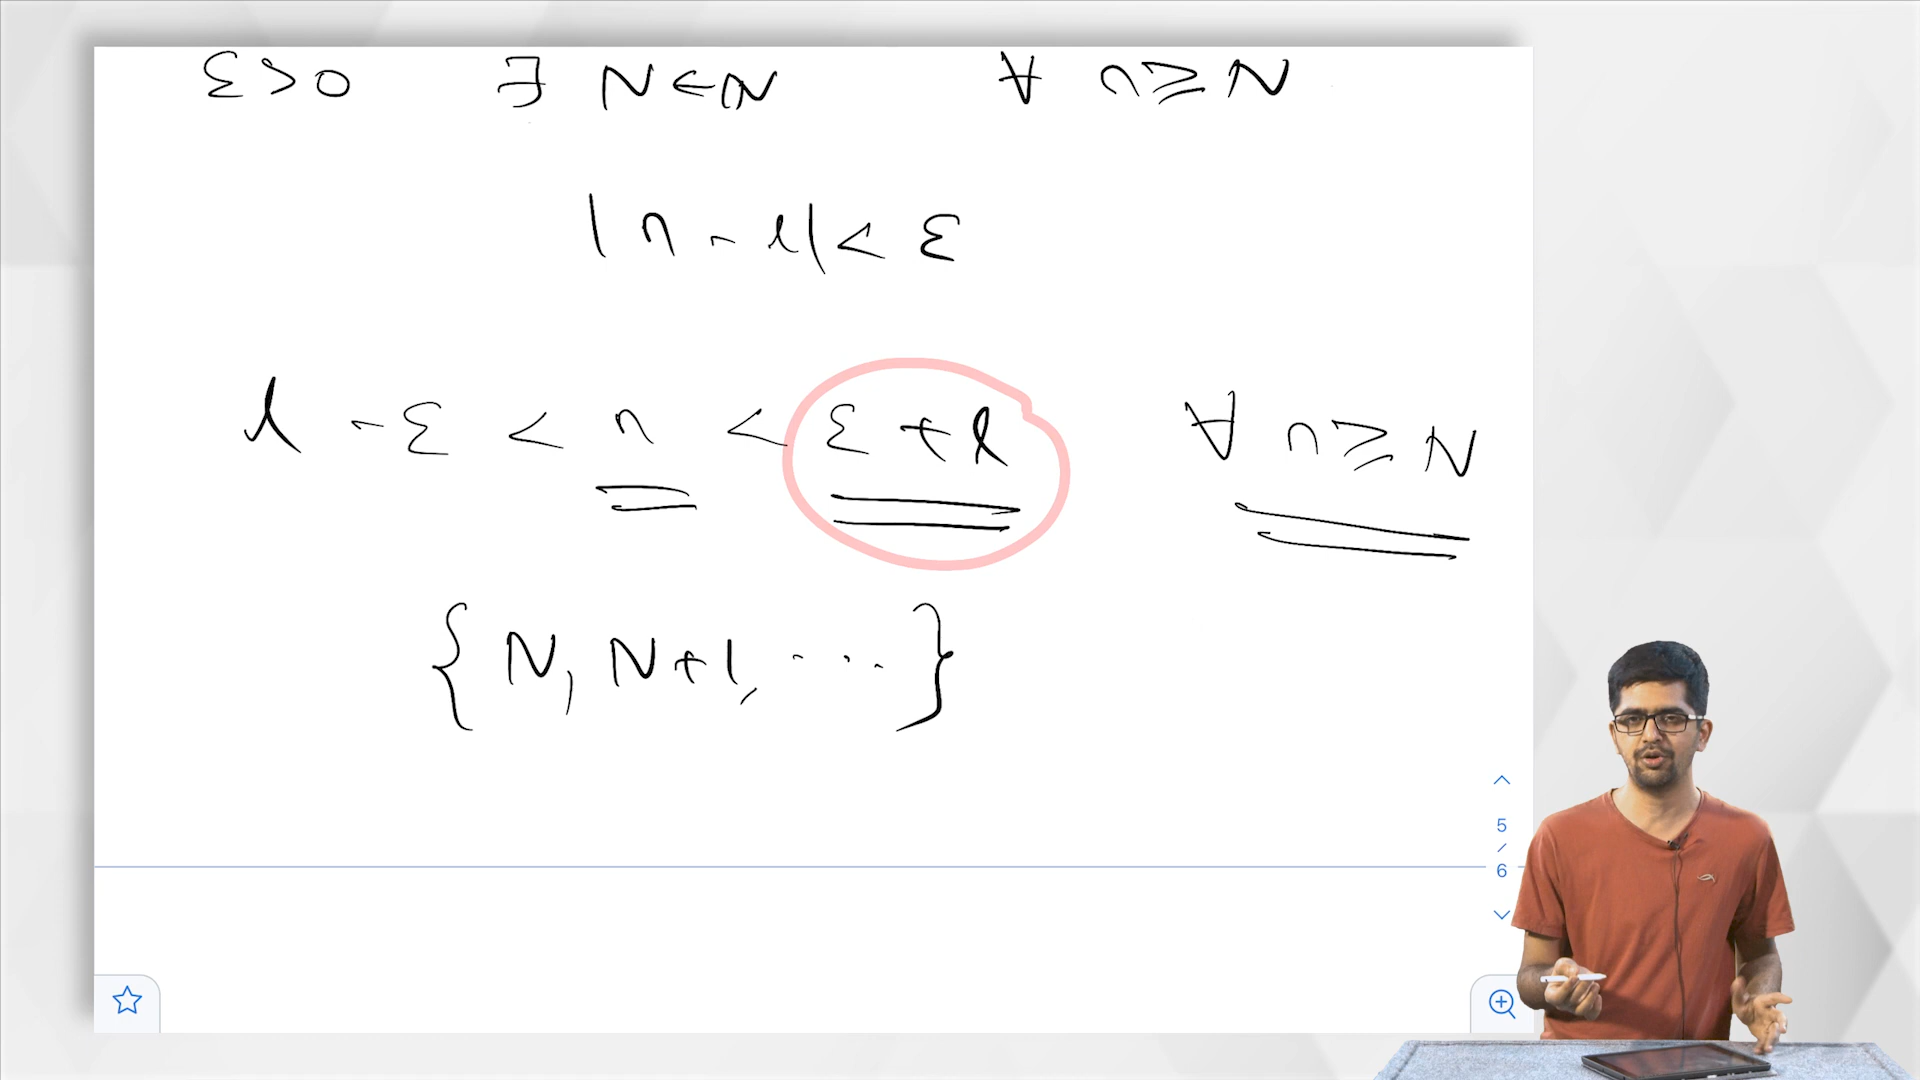 ε>0 ∃ N∈ℕ ∀ n≥N
|n-l|<ε
l-ε < n < ε+l ∀ n≥N
{N, N+1, ...}
5
/
6